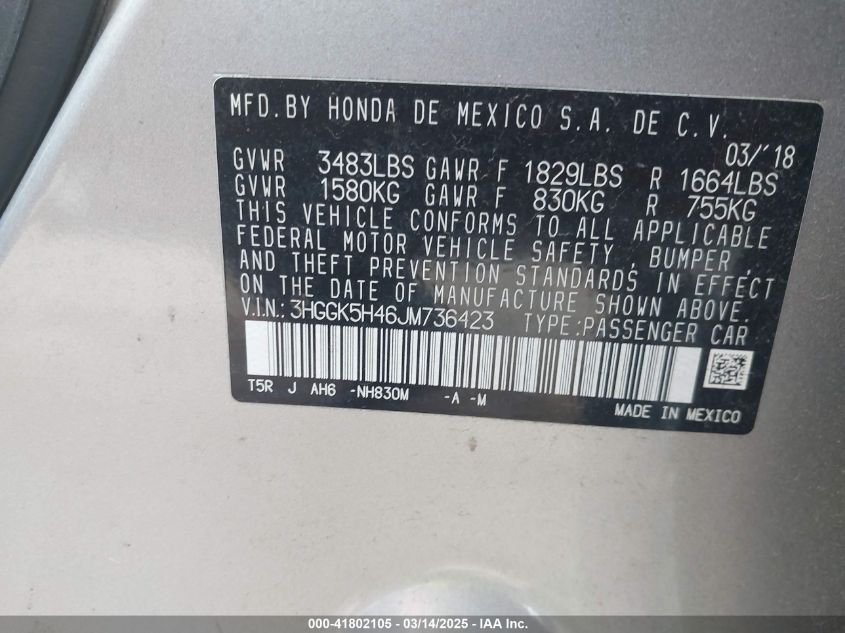 MFD. BY HONDA DE MEXICO S.A. DE C.V.
03/'18
GVWR 3483LBS GAWR F 1829LBS R 1664LBS
GVWR 1580KG GAWR F 830KG R 755KG
THIS VEHICLE CONFORMS TO ALL APPLICABLE
FEDERAL MOTOR VEHICLE SAFETY, BUMPER,
AND THEFT PREVENTION STANDARDS, IN EFFECT
ON THE DATE OF MANUFACTURE SHOWN ABOVE.
V.I.N.: 3HGGK5H46JM736423 TYPE: PASSENGER CAR
T5R J AH6 -NH830M -A -M
MADE IN MEXICO
000-41802105 - 03/14/2025 - IAA Inc.